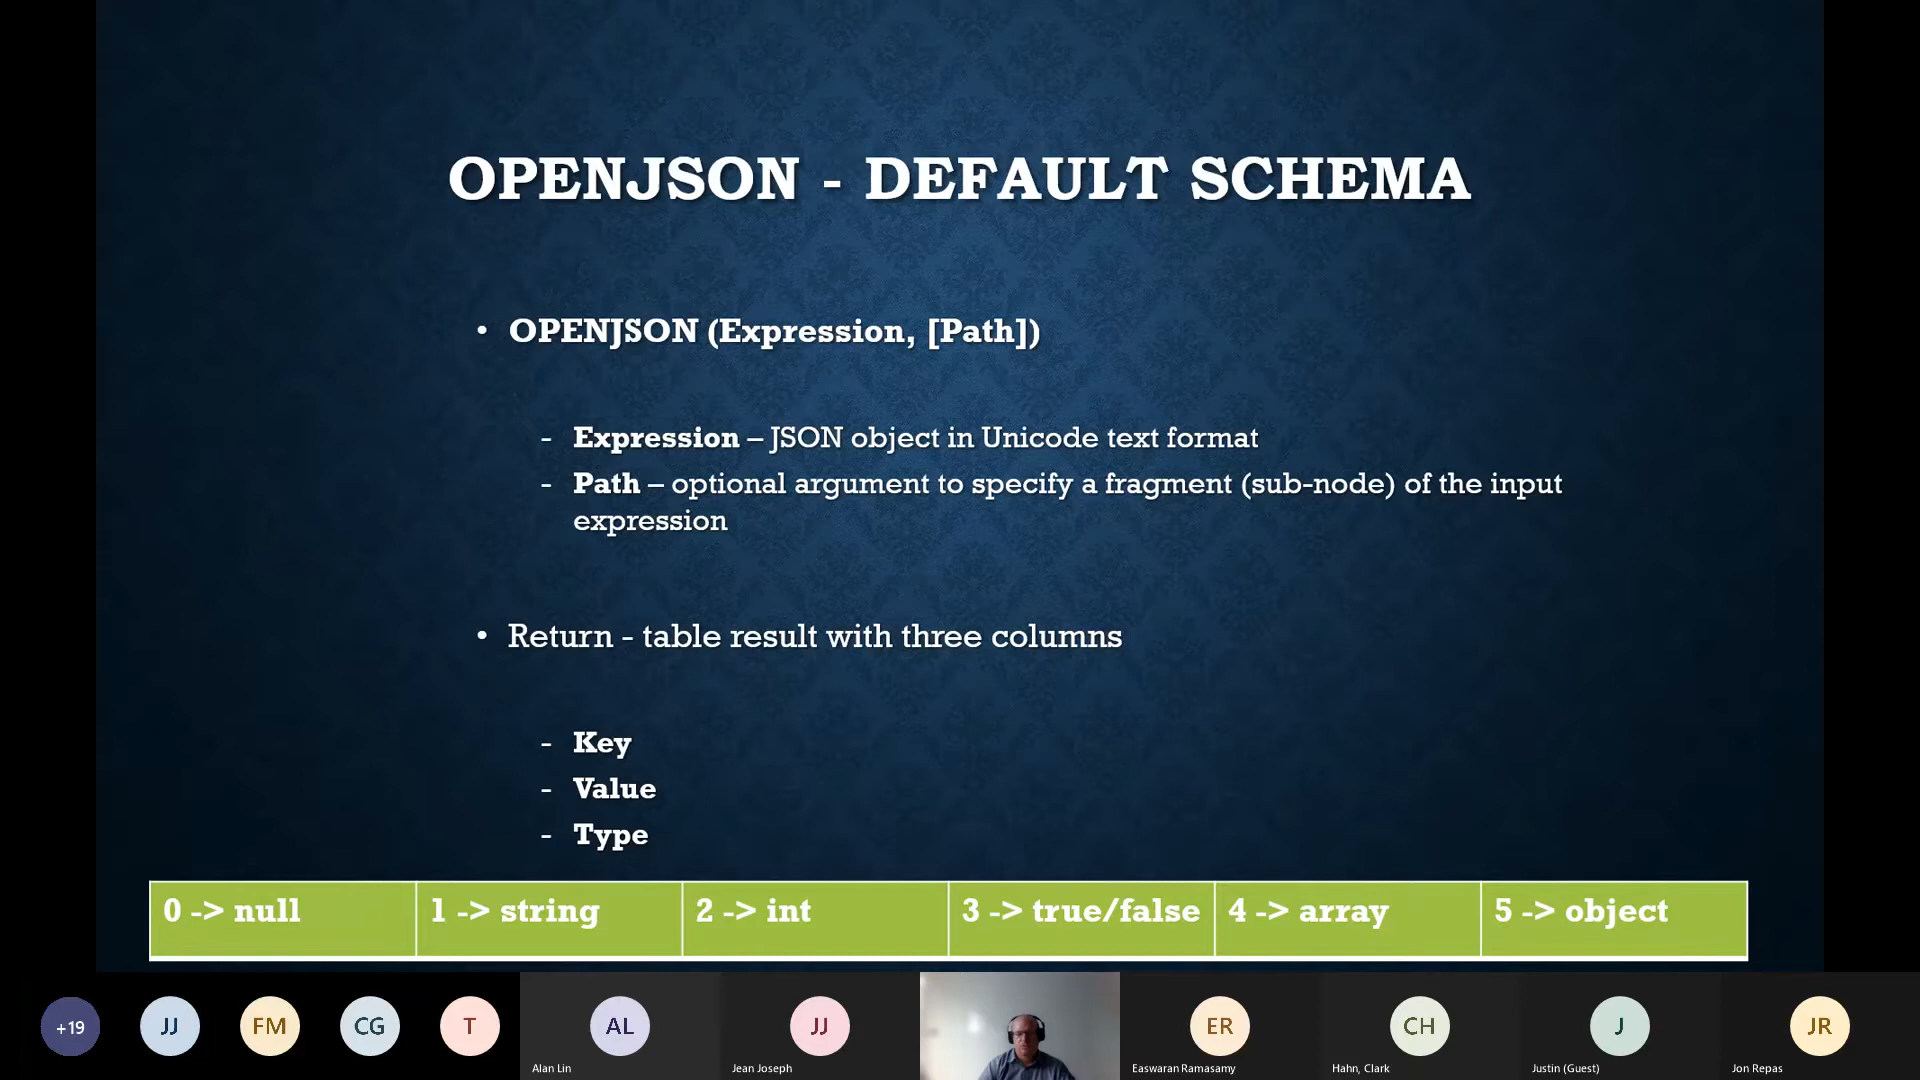 OPENJSON - DEFAULT SCHEMA
• OPENJSON (Expression, [Path])
- Expression – JSON object in Unicode text format
- Path – optional argument to specify a fragment (sub-node) of the input
expression
• Return - table result with three columns
- Key
- Value
- Type
0 -> null 1 -> string 2 -> int 3 -> true/false 4 -> array 5 -> object
+19 JJ FM CG T AL JJ ER CH J JR
Alan Lin Jean Joseph Easwaran Ramasamy Hahn, Clark Justin (Guest) Jon Repas